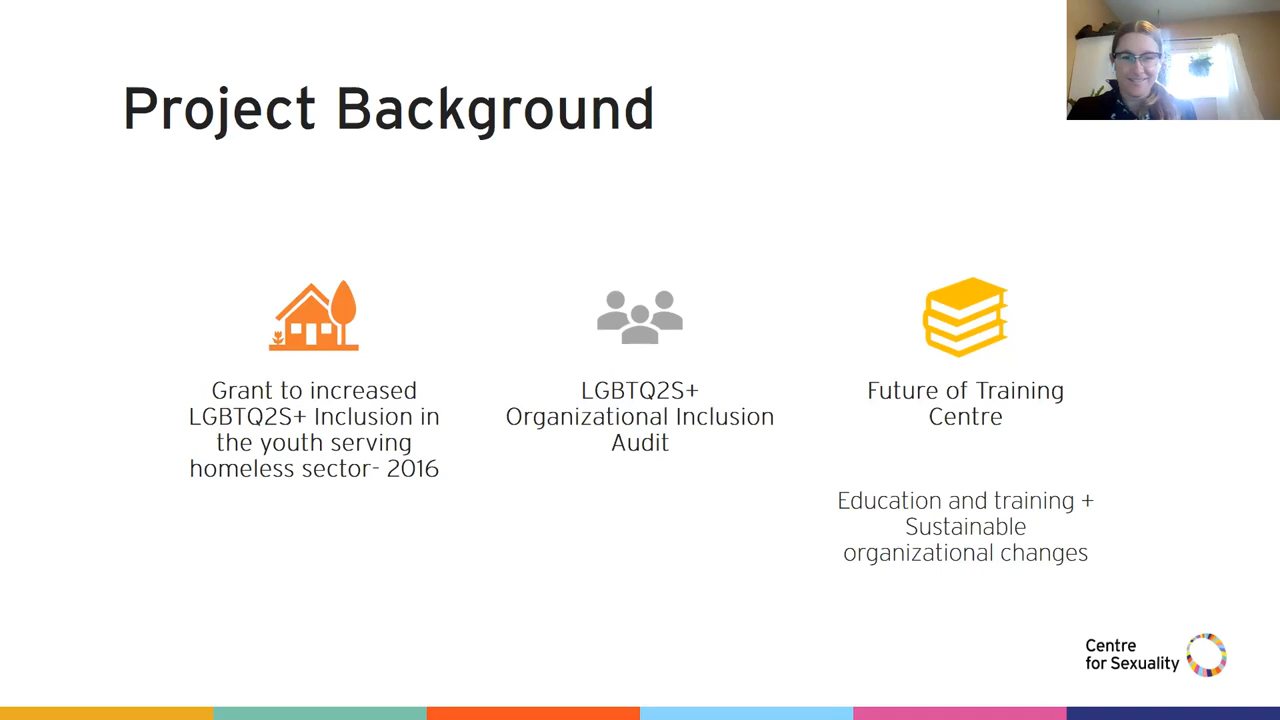 Project Background
Grant to increased
LGBTQ2S+ Inclusion in
the youth serving
homeless sector- 2016
LGBTQ2S+
Organizational Inclusion
Audit
Future of Training
Centre
Education and training +
Sustainable
organizational changes
Centre
for Sexuality